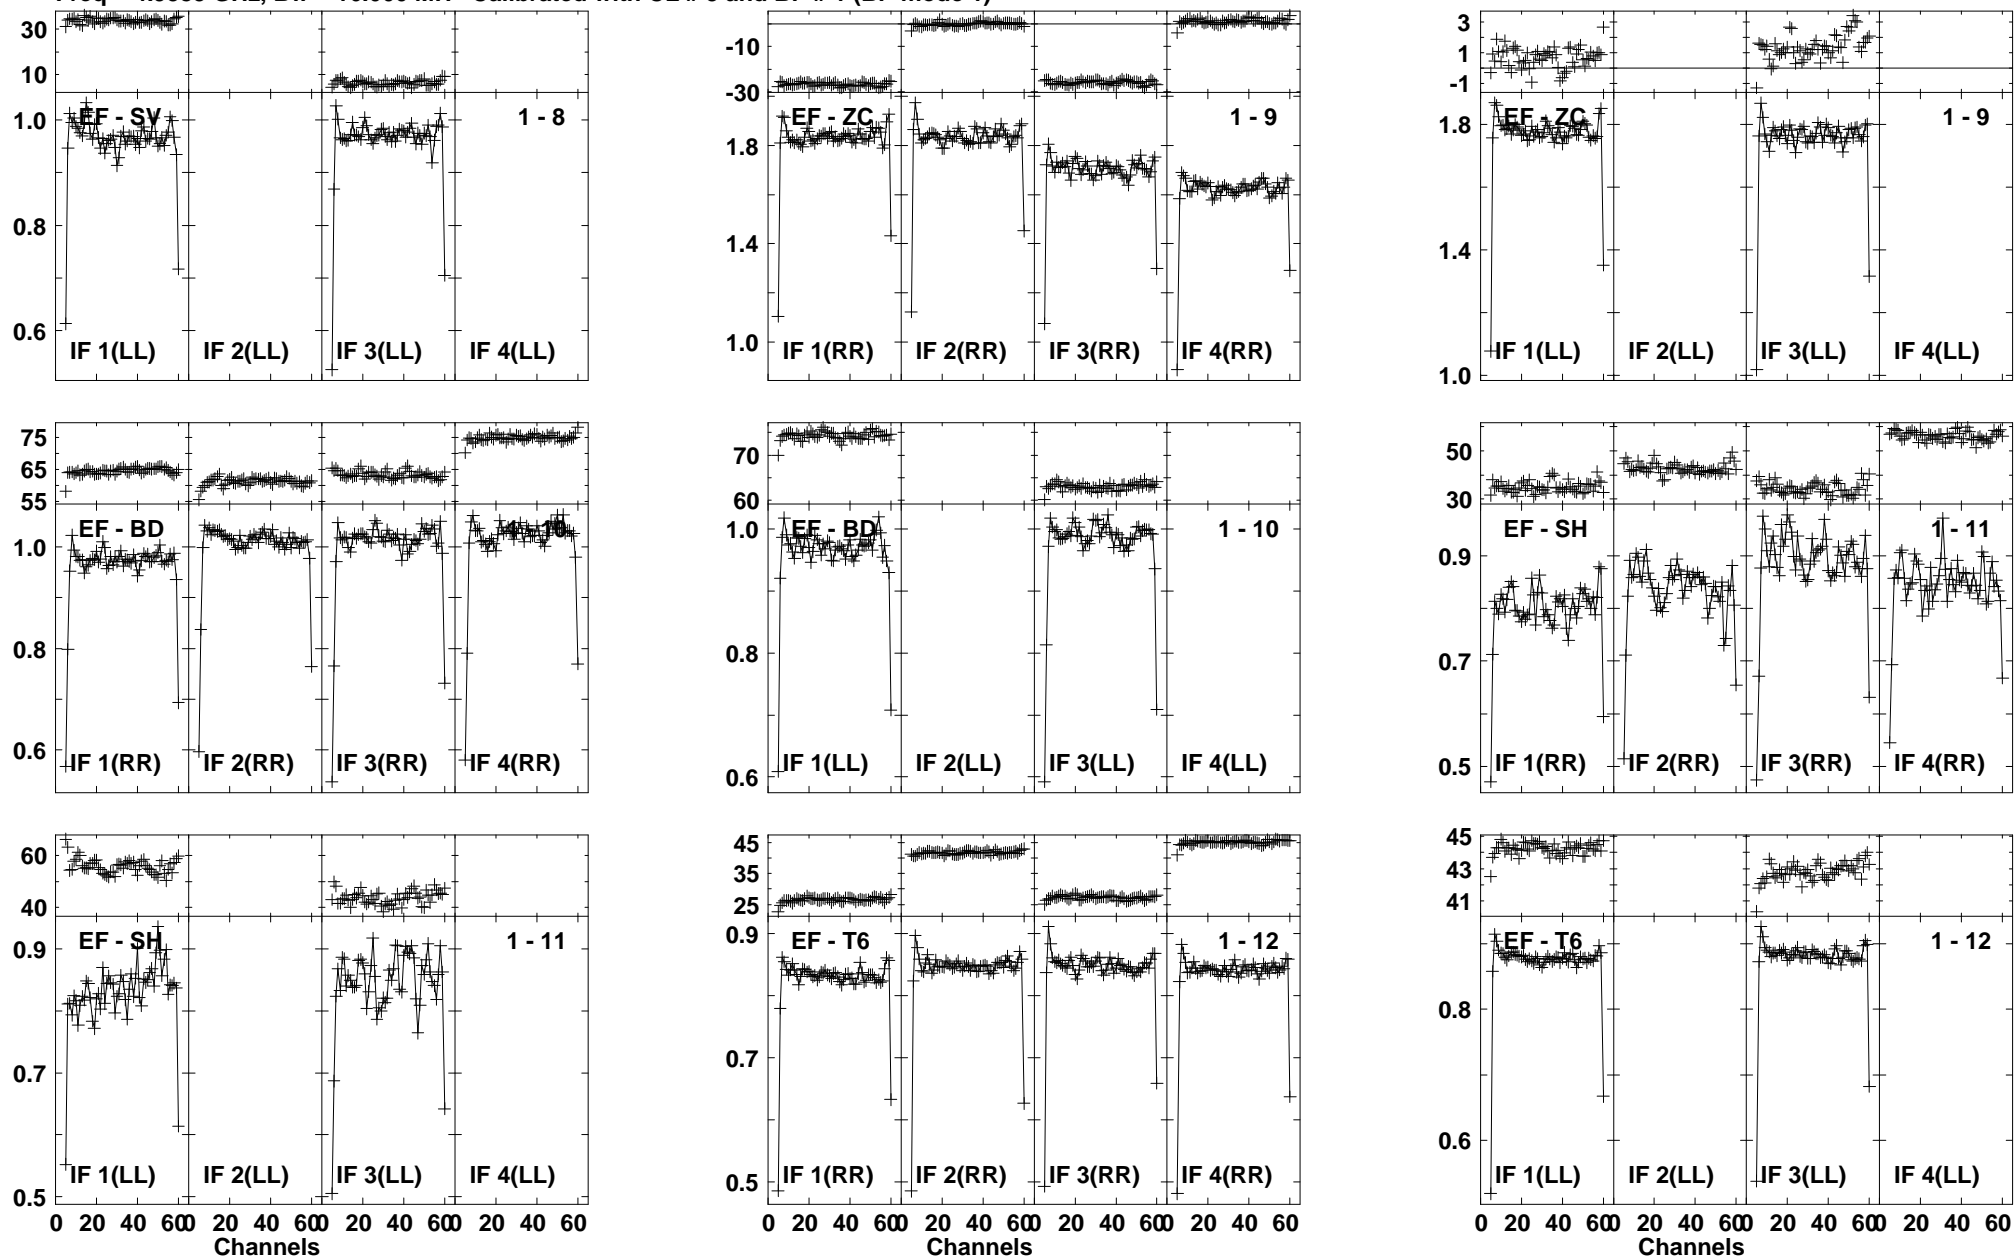 30
10
1.0
0.8
0.6
EF - SV
1 - 8
IF 1(LL)
IF 2(LL)
IF 3(LL)
IF 4(LL)
-10
-30
1.8
1.4
1.0
EF - ZC
1 - 9
IF 1(RR)
IF 2(RR)
IF 3(RR)
IF 4(RR)
3
1
-1
1.8
1.4
1.0
EF - ZC
1 - 9
IF 1(LL)
IF 2(LL)
IF 3(LL)
IF 4(LL)
75
65
55
1.0
0.8
0.6
EF - BD
1 - 10
IF 1(RR)
IF 2(RR)
IF 3(RR)
IF 4(RR)
70
60
1.0
0.8
0.6
EF - BD
1 - 10
IF 1(LL)
IF 2(LL)
IF 3(LL)
IF 4(LL)
50
30
0.9
0.7
0.5
EF - SH
1 - 11
IF 1(RR)
IF 2(RR)
IF 3(RR)
IF 4(RR)
60
40
0.9
0.7
0.5
EF - SH
1 - 11
IF 1(LL)
IF 2(LL)
IF 3(LL)
IF 4(LL)
0 20 40 60 0 20 40 60 0 20 40 60 0 20 40 60
Channels
45
35
25
0.9
0.7
0.5
EF - T6
1 - 12
IF 1(RR)
IF 2(RR)
IF 3(RR)
IF 4(RR)
0 20 40 60 0 20 40 60 0 20 40 60 0 20 40 60
Channels
45
43
41
0.8
0.6
EF - T6
1 - 12
IF 1(LL)
IF 2(LL)
IF 3(LL)
IF 4(LL)
0 20 40 60 0 20 40 60 0 20 40 60 0 20 40 60
Channels